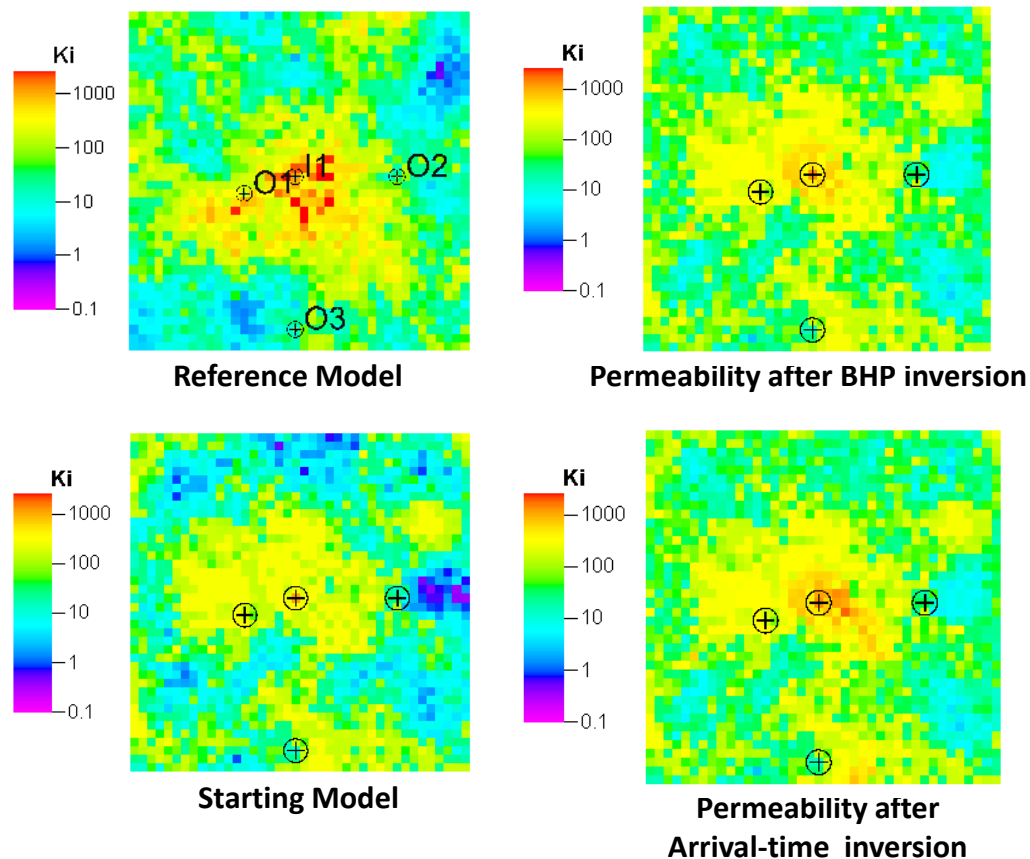 Ki
1000
100
10
1
0.1
I1
O1
O2
O3
Reference Model
Ki
1000
100
10
1
0.1
Permeability after BHP inversion
Ki
1000
100
10
1
0.1
Starting Model
Ki
1000
100
10
1
0.1
Permeability after
Arrival-time inversion